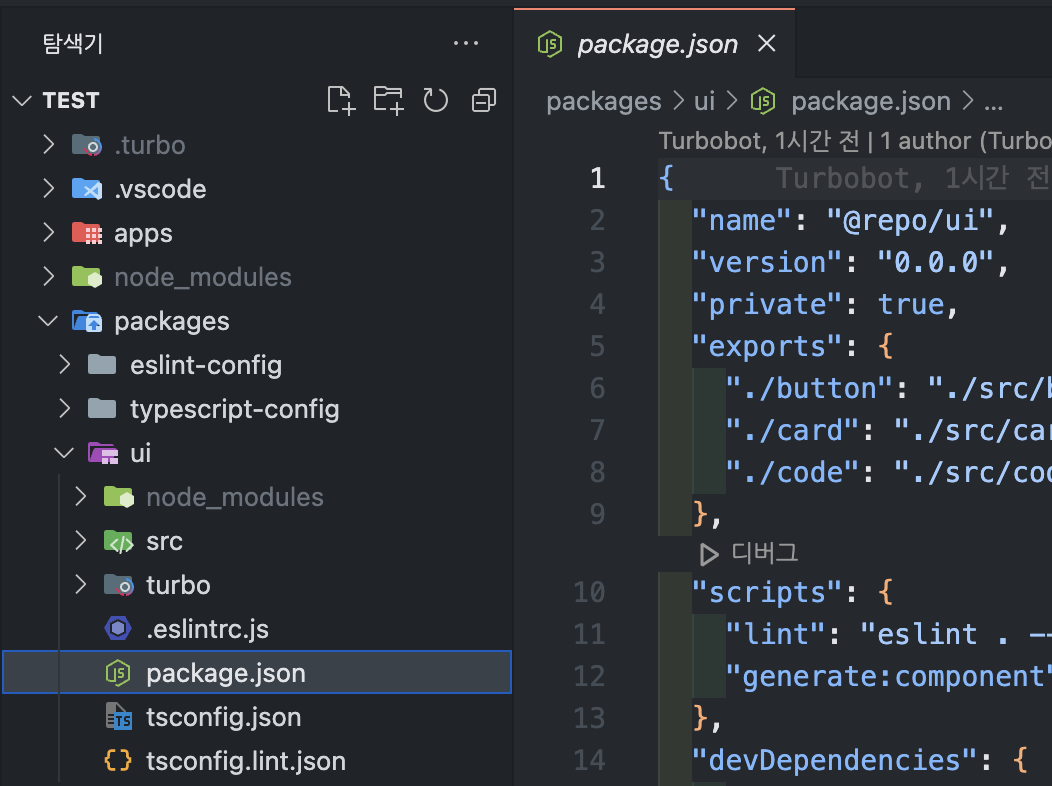 탐색기
TEST
.turbo
.vscode
apps
node_modules
packages
eslint-config
typescript-config
ui
node_modules
src
turbo
.eslintrc.js
package.json
tsconfig.json
tsconfig.lint.json
package.json
packages > ui > package.json > ...
Turbobot, 1시간 전 | 1 author (Turbo
1 { Turbobot, 1시간 전
2 "name": "@repo/ui",
3 "version": "0.0.0",
4 "private": true,
5 "exports": {
6 "./button": "./src/b
7 "./card": "./src/car
8 "./code": "./src/cod
9 },
디버그
10 "scripts": {
11 "lint": "eslint . --
12 "generate:component"
13 },
14 "devDependencies": {